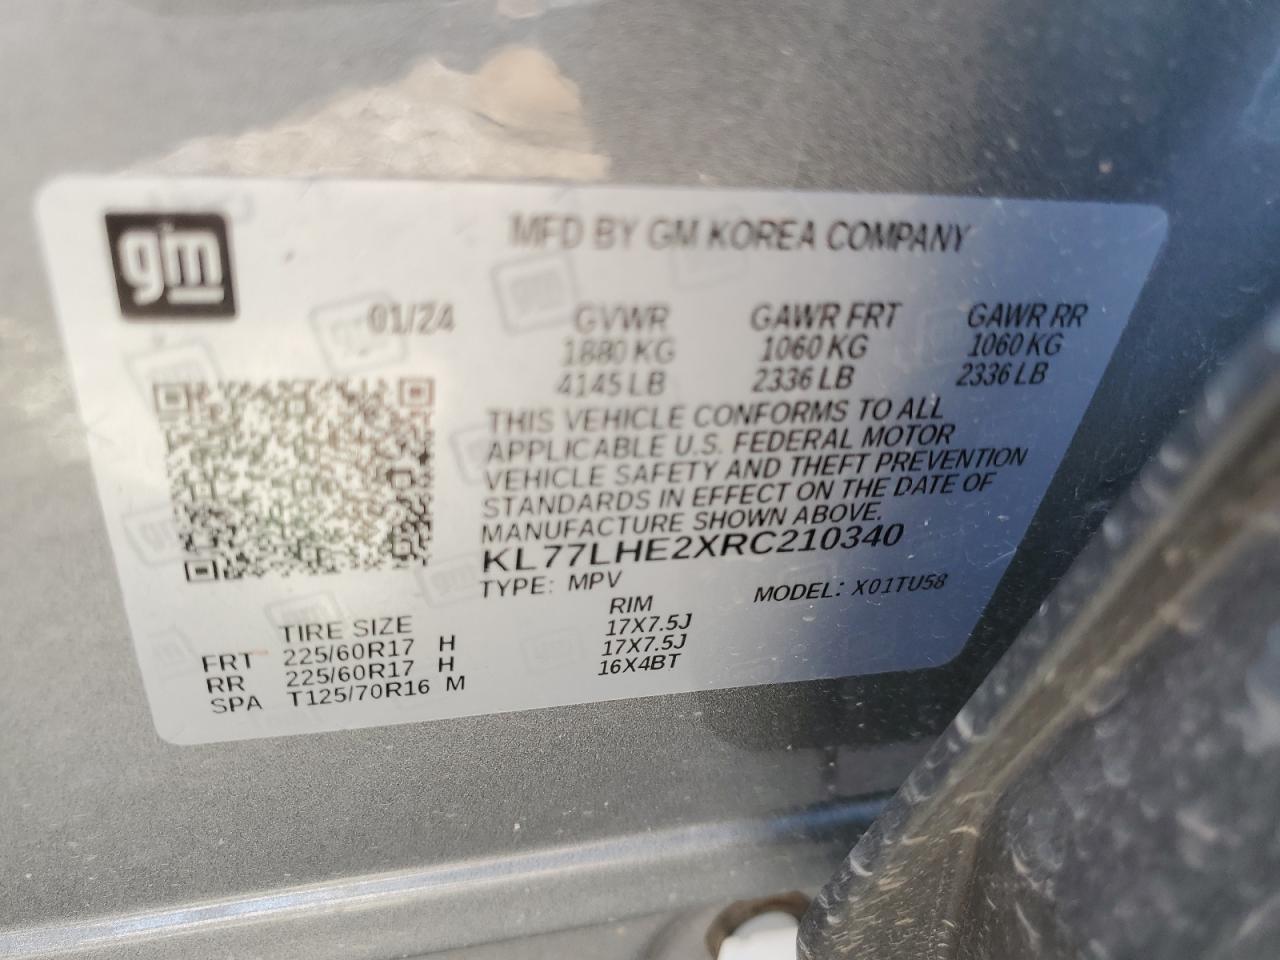 gm
MFD BY GM KOREA COMPANY
01/24 GVWR GAWR FRT GAWR RR
1880 KG 1060 KG 1060 KG
4145 LB 2336 LB 2336 LB
THIS VEHICLE CONFORMS TO ALL
APPLICABLE U.S. FEDERAL MOTOR
VEHICLE SAFETY AND THEFT PREVENTION
STANDARDS IN EFFECT ON THE DATE OF
MANUFACTURE SHOWN ABOVE.
KL77LHE2XRC210340
TYPE: MPV MODEL: X01TU58
TIRE SIZE RIM
FRT 225/60R17 H 17X7.5J
RR 225/60R17 H 17X7.5J
SPA T125/70R16 M 16X4BT